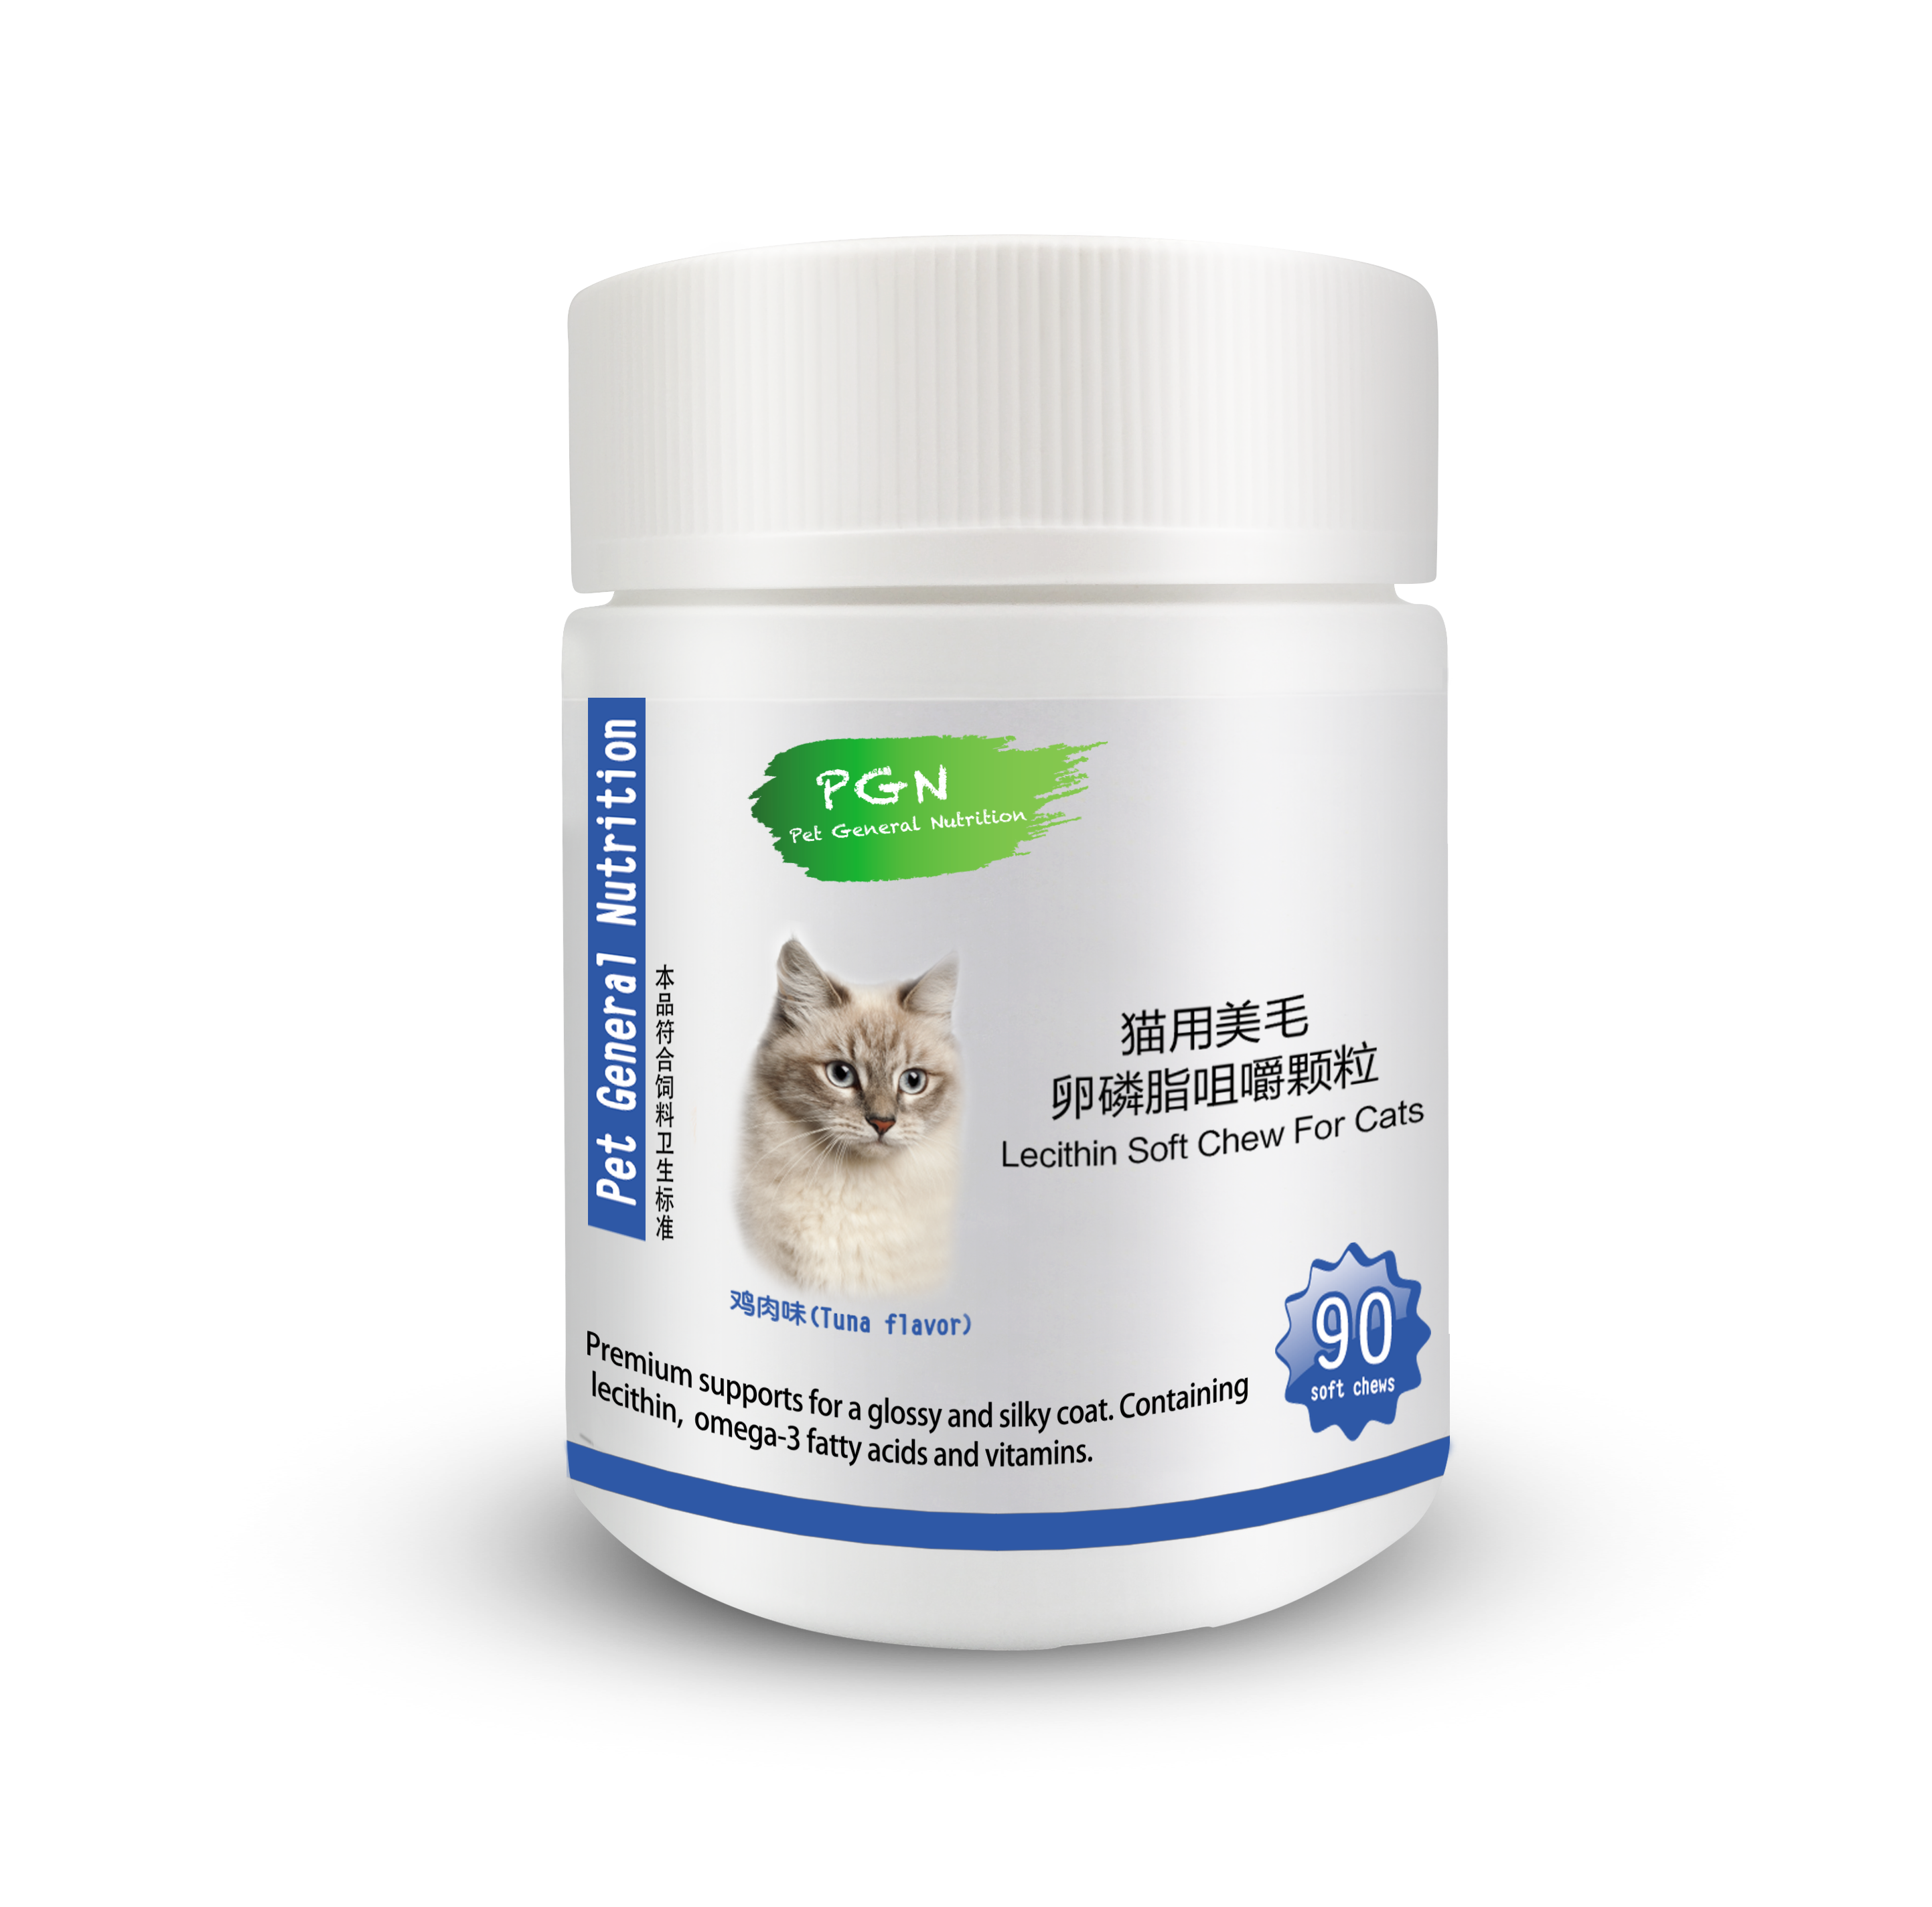 PGN
Pet General Nutrition
Pet General Nutrition
本品符合饲料卫生标准
猫用美毛
卵磷脂咀嚼颗粒
Lecithin Soft Chew For Cats
鸡肉味(Tuna flavor)
90
soft chews
Premium supports for a glossy and silky coat. Containing
lecithin, omega-3 fatty acids and vitamins.